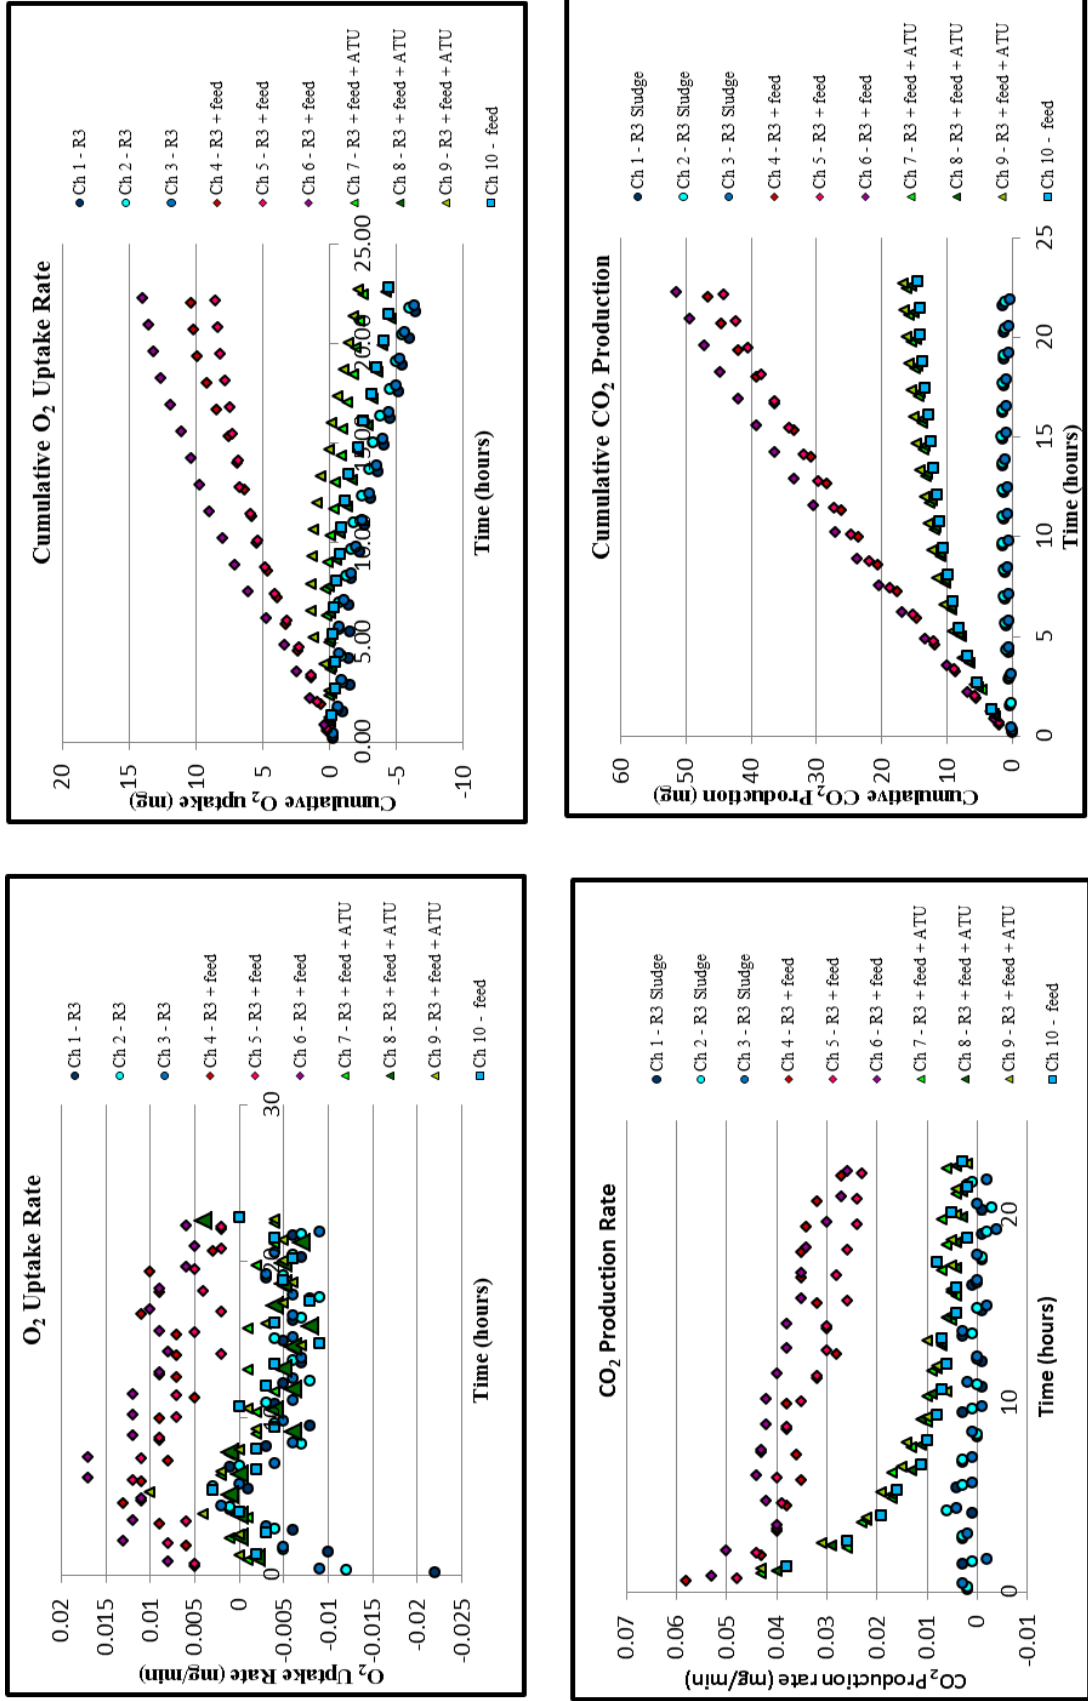 O2 Uptake Rate
O2 Uptake Rate (mg/min)
0.02
0.015
0.01
0.005
0
-0.005
-0.01
-0.015
-0.02
-0.025
0
10
20
30
Time (hours)
Ch 1 - R3
Ch 2 - R3
Ch 3 - R3
Ch 4 - R3 + feed
Ch 5 - R3 + feed
Ch 6 - R3 + feed
Ch 7 - R3 + feed + ATU
Ch 8 - R3 + feed + ATU
Ch 9 - R3 + feed + ATU
Ch 10 - feed
Cumulative O2 Uptake Rate
Cumulative O2 uptake (mg)
20
15
10
5
0
-5
-10
0.00
5.00
10.00
15.00
20.00
25.00
Time (hours)
Ch 1 - R3
Ch 2 - R3
Ch 3 - R3
Ch 4 - R3 + feed
Ch 5 - R3 + feed
Ch 6 - R3 + feed
Ch 7 - R3 + feed + ATU
Ch 8 - R3 + feed + ATU
Ch 9 - R3 + feed + ATU
Ch 10 - feed
CO2 Production Rate
CO2 Production rate (mg/min)
0.07
0.06
0.05
0.04
0.03
0.02
0.01
0
-0.01
0
10
20
Time (hours)
Ch 1 - R3 Sludge
Ch 2 - R3 Sludge
Ch 3 - R3 Sludge
Ch 4 - R3 + feed
Ch 5 - R3 + feed
Ch 6 - R3 + feed
Ch 7 - R3 + feed + ATU
Ch 8 - R3 + feed + ATU
Ch 9 - R3 + feed + ATU
Ch 10 - feed
Cumulative CO2 Production
Cumulative CO2 Production (mg)
60
50
40
30
20
10
0
0
5
10
15
20
25
Time (hours)
Ch 1 - R3 Sludge
Ch 2 - R3 Sludge
Ch 3 - R3 Sludge
Ch 4 - R3 + feed
Ch 5 - R3 + feed
Ch 6 - R3 + feed
Ch 7 - R3 + feed + ATU
Ch 8 - R3 + feed + ATU
Ch 9 - R3 + feed + ATU
Ch 10 - feed